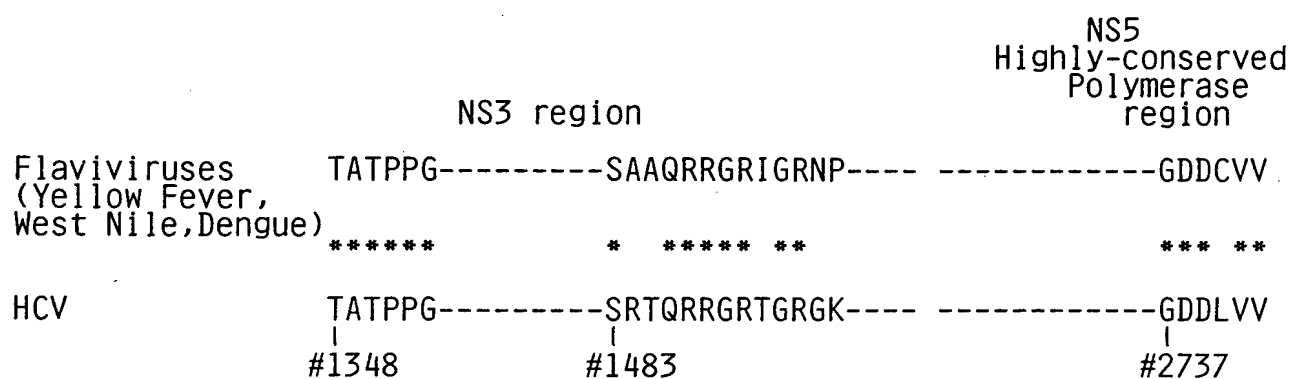 NS5
Highly-conserved
Polymerase
NS3 region region
Flaviviruses TATPPG---------SAAQRRGRIGRNP---- ------------GDDCVV
(Yellow Fever,
West Nile,Dengue)
****** * ***** ** *** **
HCV TATPPG---------SRTQRRGRTGRGK---- ------------GDDLVV
#1348 #1483 #2737